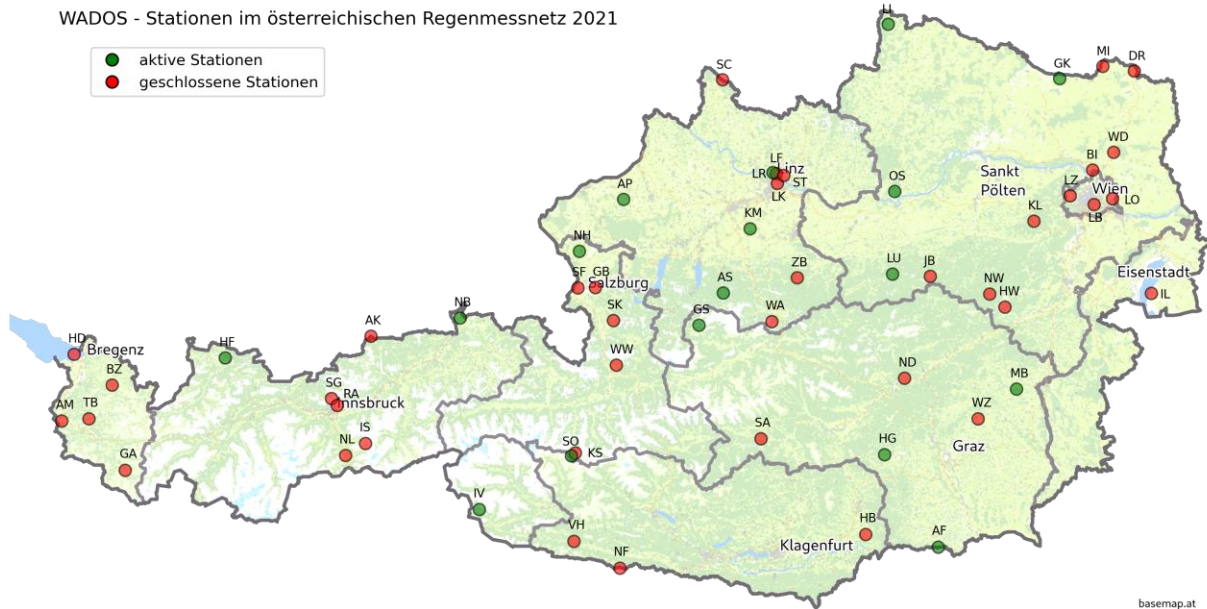 WADOS - Stationen im österreichischen Regenmessnetz 2021
aktive Stationen
geschlossene Stationen
LI
SC
GK
MI
DR
WD
LF
Linz
LR
ST
LK
BI
LZ
Wien
LO
LB
Sankt
Pölten
OS
AP
KM
KL
NH
SF
GB
Salzburg
AS
ZB
LU
JB
NW
HW
Eisenstadt
IL
NB
SK
GS
WA
AK
HD
Bregenz
HF
WW
ND
MB
BZ
SG
RA
Innsbruck
AM
TB
WZ
IS
NL
SA
SO
KS
HG
Graz
GA
IV
VH
HB
Klagenfurt
AF
NF
basemap.at